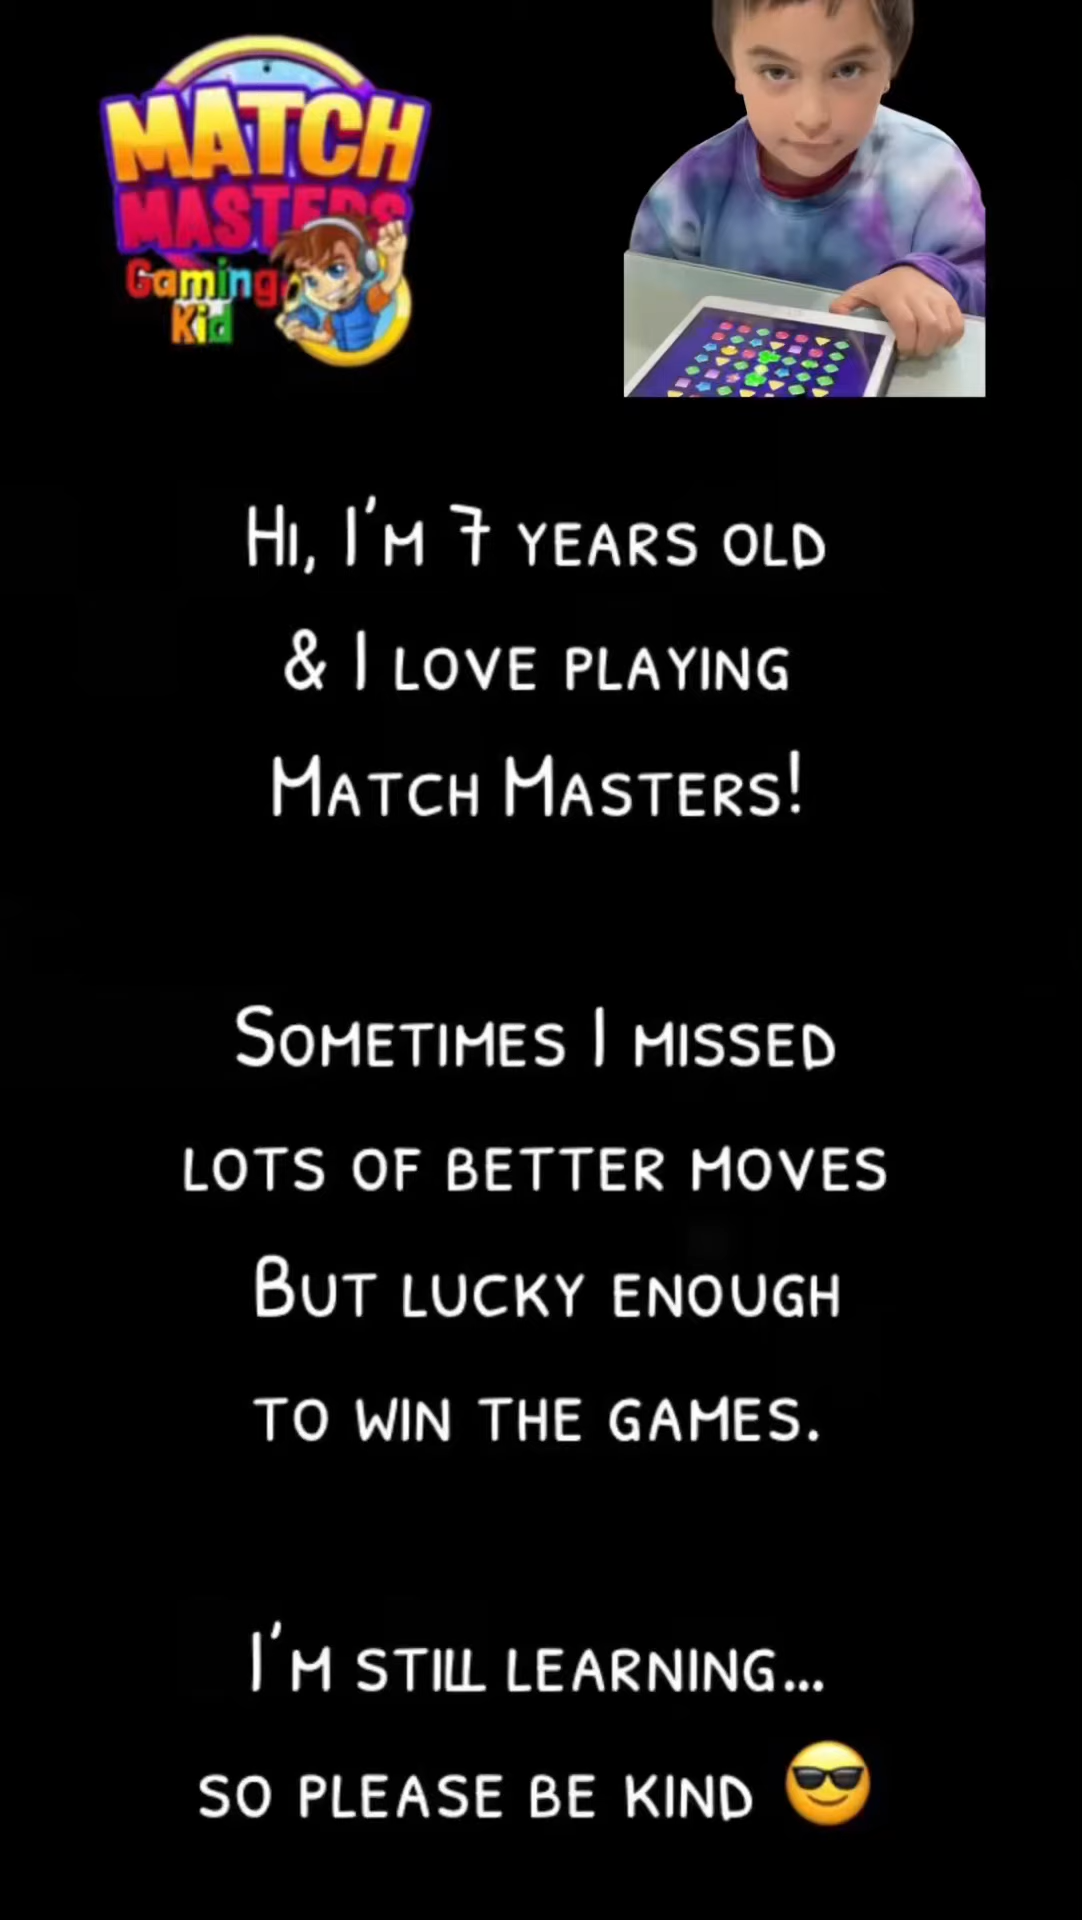 MATCH
MASTERS
Gaming
Kid
Hi, I'm 7 years old
& I love playing
Match Masters!
Sometimes I missed
lots of better moves
But lucky enough
to win the games.
I'm still learning...
so please be kind 😎